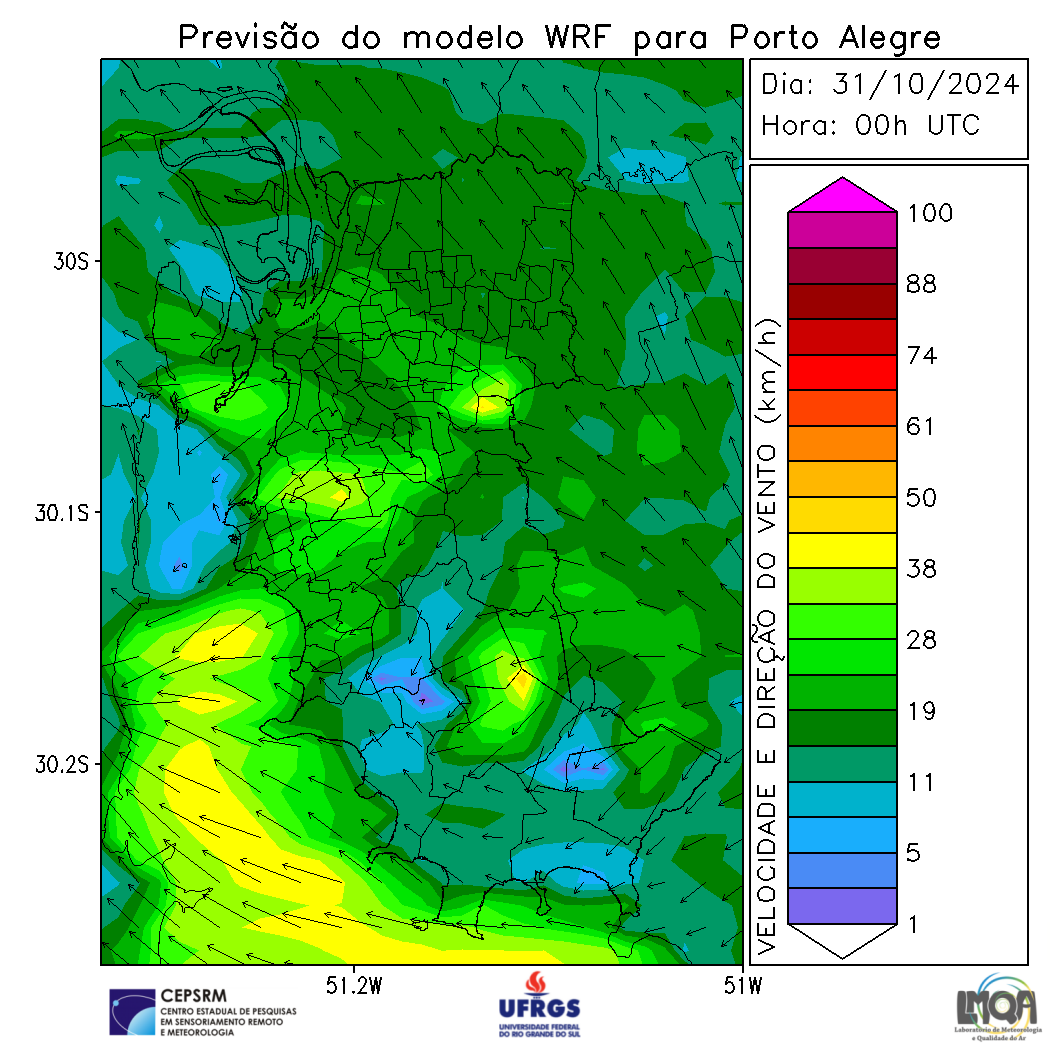 Previsão do modelo WRF para Porto Alegre
Dia: 31/10/2024
Hora: 00h UTC
30S
30.1S
30.2S
51.2W
51W
VELOCIDADE E DIREÇÃO DO VENTO (km/h)
100
88
74
61
50
38
28
19
11
5
1
CEPSRM
CENTRO ESTADUAL DE PESQUISAS
EM SENSORIAMENTO REMOTO
E METEOROLOGIA
UFRGS
UNIVERSIDADE FEDERAL
DO RIO GRANDE DO SUL
LMQA
Laboratório de Meteorologia
e Qualidade do Ar